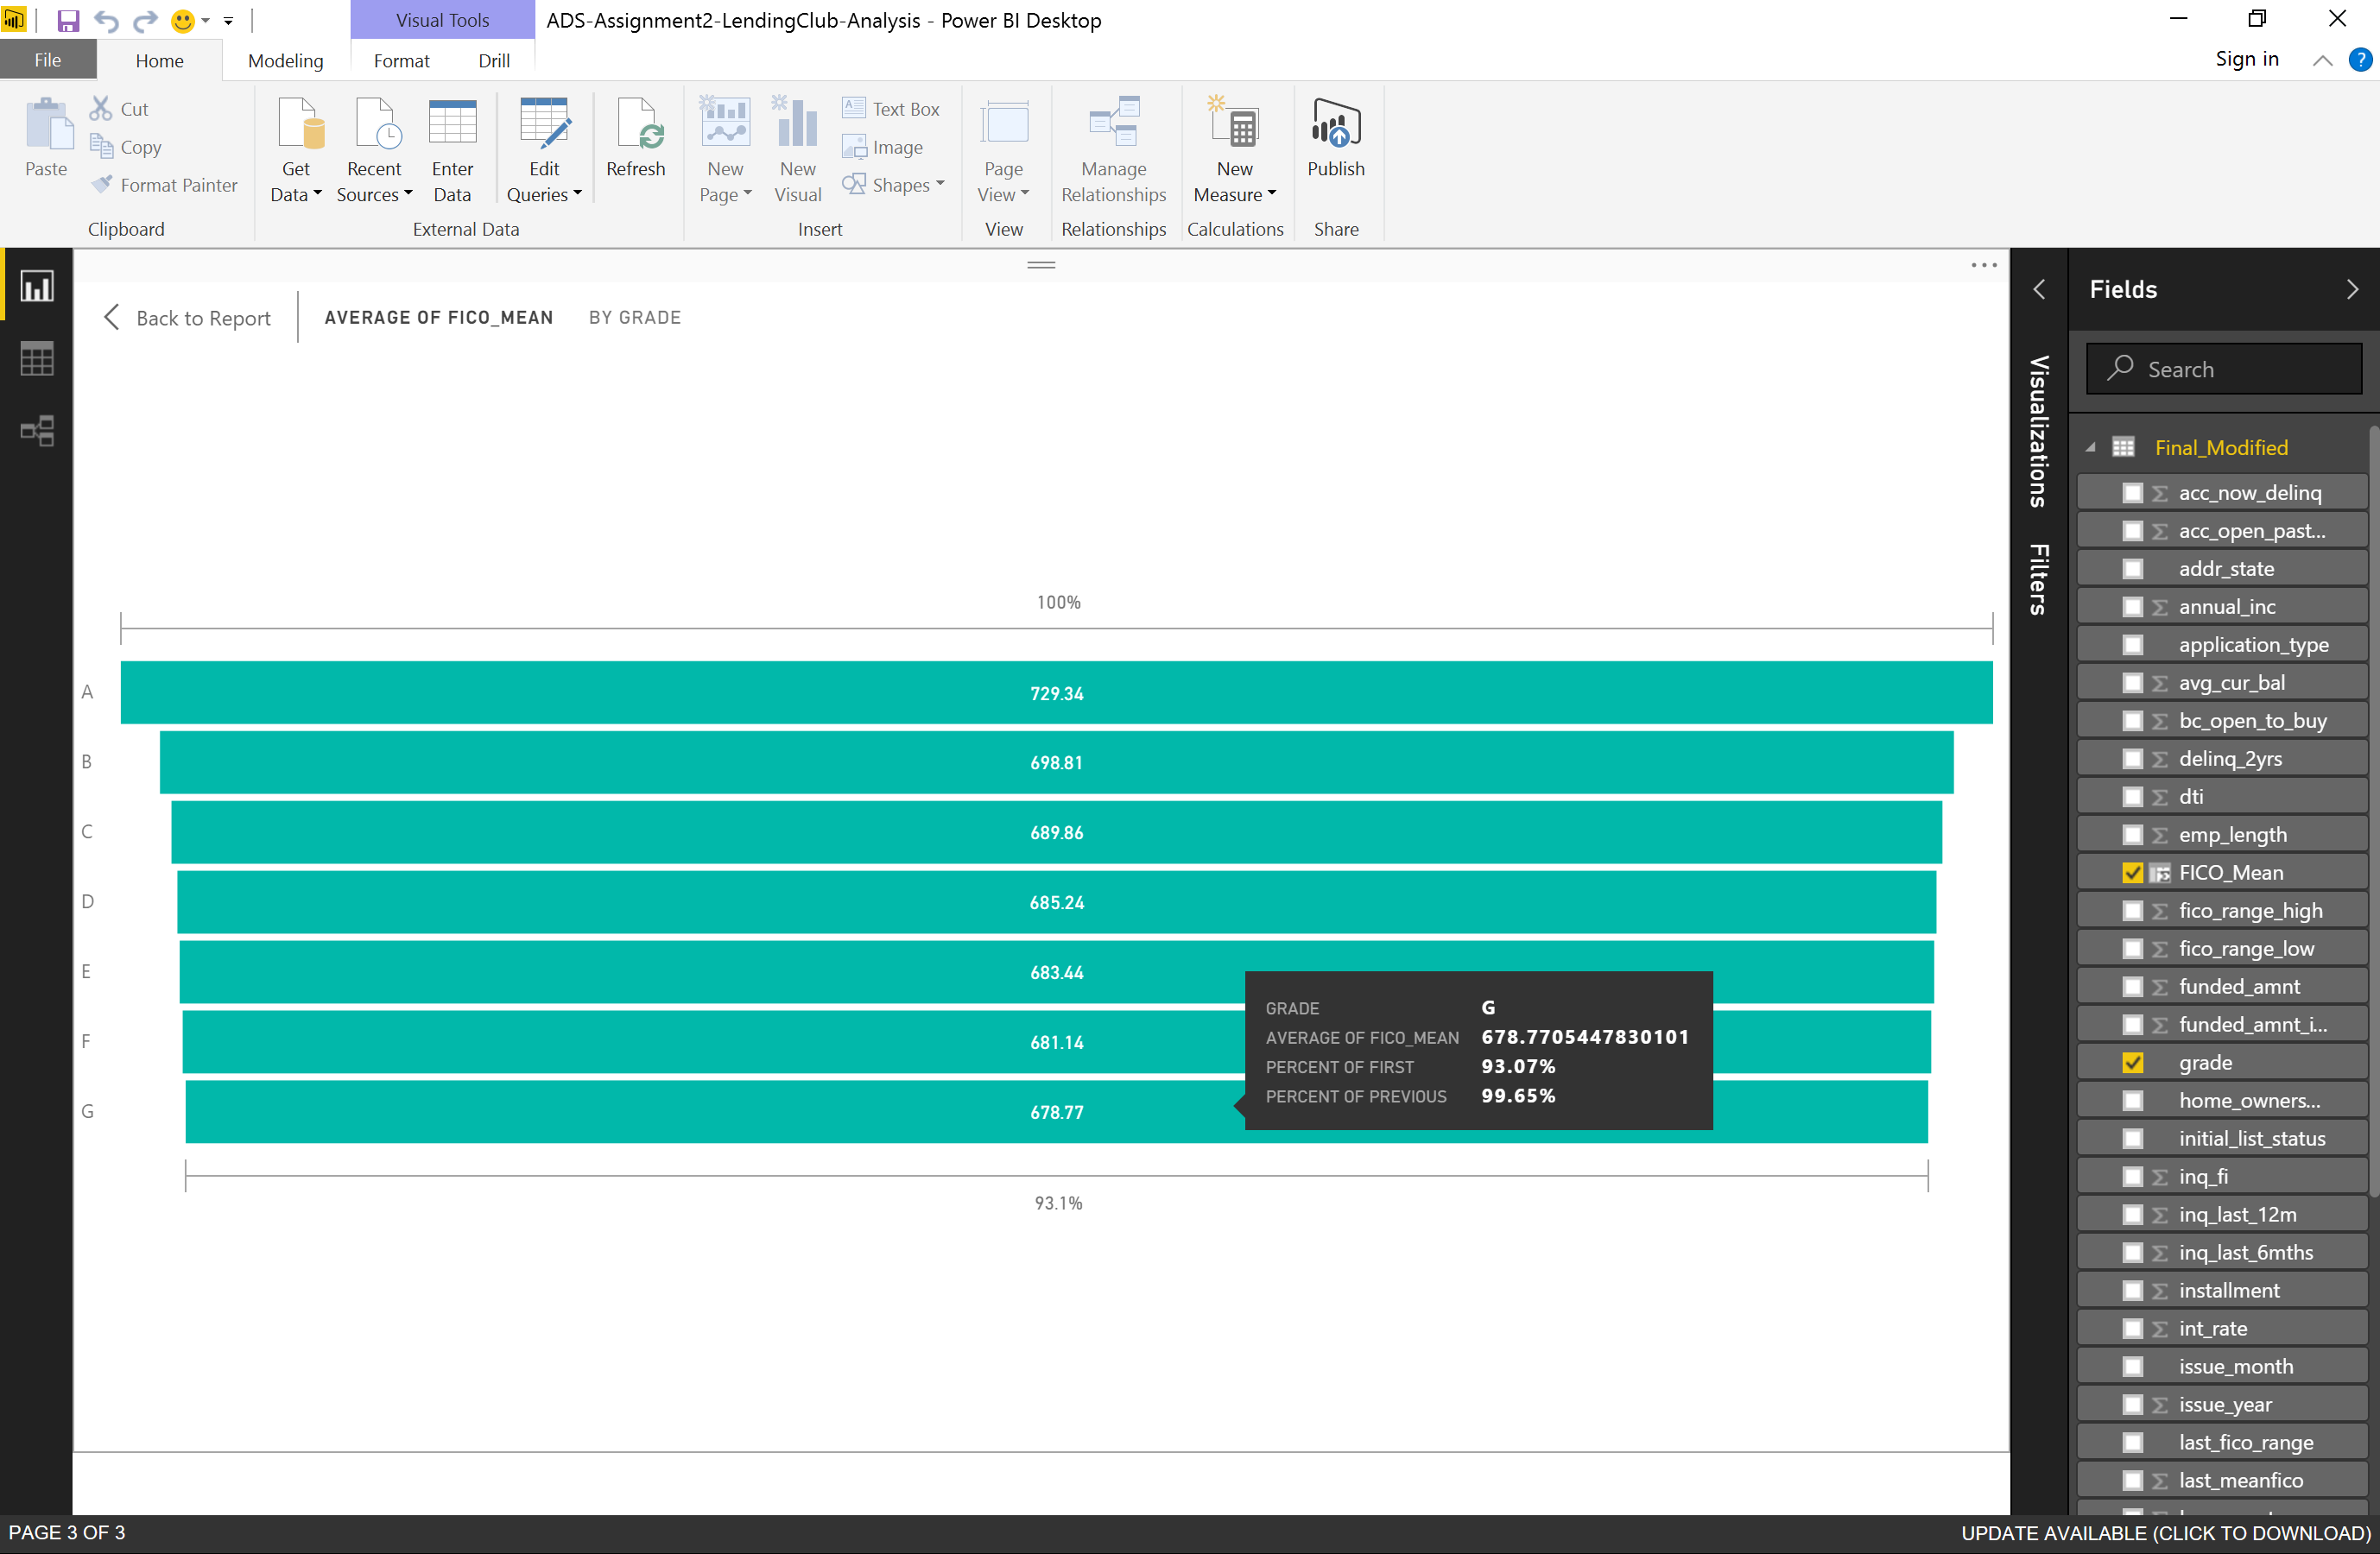 Visual Tools
ADS-Assignment2-LendingClub-Analysis - Power BI Desktop
File
Home
Modeling
Format
Drill
Sign in
?
Paste
Cut
Copy
Format Painter
Clipboard
Get Data
Recent Sources
Enter Data
Edit Queries
Refresh
External Data
New Page
New Visual
Text Box
Image
Shapes
Insert
Page View
View
Manage Relationships
Relationships
New Measure
Calculations
Publish
Share
Back to Report
AVERAGE OF FICO_MEAN
BY GRADE
100%
A
729.34
B
698.81
C
689.86
D
685.24
E
683.44
F
681.14
G
678.77
93.1%
GRADE G
AVERAGE OF FICO_MEAN 678.7705447830101
PERCENT OF FIRST 93.07%
PERCENT OF PREVIOUS 99.65%
Visualizations
Filters
Fields
Search
Final_Modified
acc_now_delinq
acc_open_past...
addr_state
annual_inc
application_type
avg_cur_bal
bc_open_to_buy
delinq_2yrs
dti
emp_length
FICO_Mean
fico_range_high
fico_range_low
funded_amnt
funded_amnt_i...
grade
home_owners...
initial_list_status
inq_fi
inq_last_12m
inq_last_6mths
installment
int_rate
issue_month
issue_year
last_fico_range
last_meanfico
PAGE 3 OF 3
UPDATE AVAILABLE (CLICK TO DOWNLOAD)